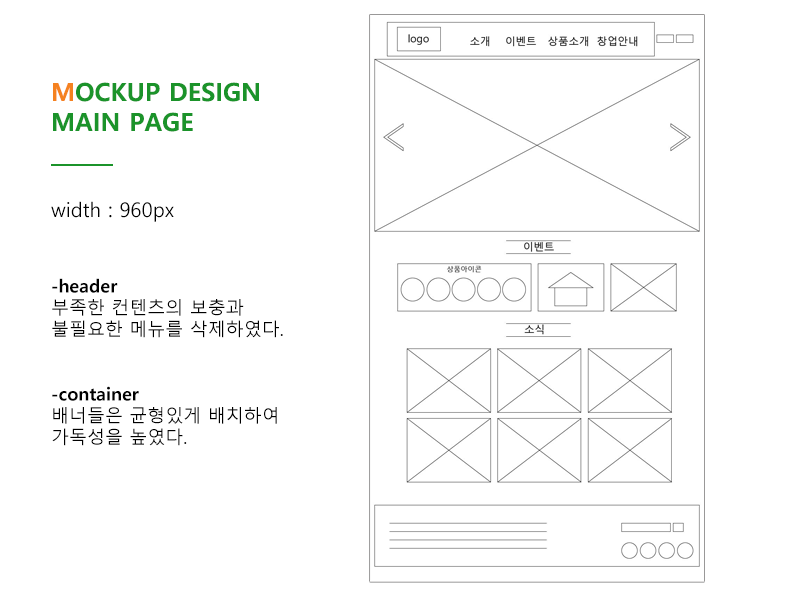 MOCKUP DESIGN
MAIN PAGE
width : 960px
-header
부족한 컨텐츠의 보충과
불필요한 메뉴를 삭제하였다.
-container
배너들은 균형있게 배치하여
가독성을 높였다.
logo 소개 이벤트 상품소개 창업안내
이벤트
상품아이콘
소식